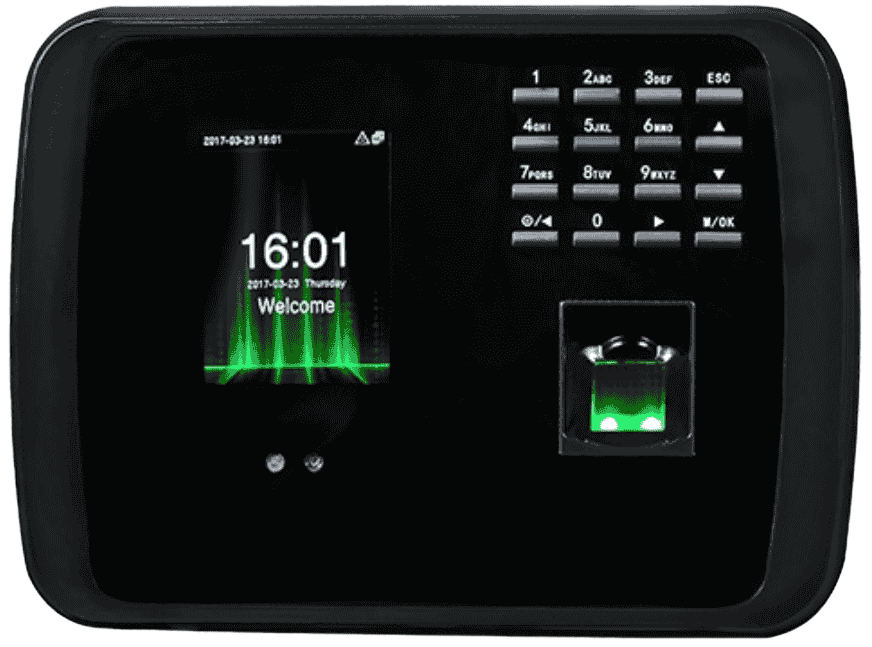 2017-03-23 16:01
16:01
2017-03-23 Thursday
Welcome
1 2ABC 3DEF ESC
4GHI 5JKL 6MNO ▲
7PQRS 8TUV 9WXYZ ▼
⊙/◀ 0 ▶ M/OK